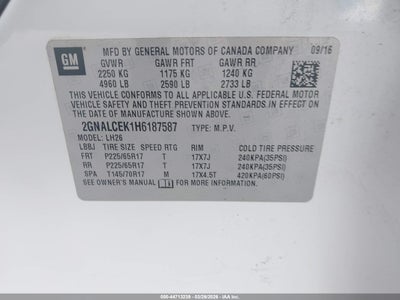 GM
MFD BY GENERAL MOTORS OF CANADA COMPANY 09/16
GVWR GAWR FRT GAWR RR
2250 KG 1175 KG 1240 KG
4960 LB 2590 LB 2733 LB
THIS VEHICLE CONFORMS TO ALL APPLICABLE U.S. FEDERAL MOTOR
VEHICLE SAFETY, BUMPER, AND THEFT PREVENTION STANDARDS
IN EFFECT ON THE DATE OF MANUFACTURE SHOWN ABOVE.
2GNALCEK1H6187587 TYPE: M.P.V.
MODEL: LH26
LBBJ TIRE SIZE SPEED RTG RIM COLD TIRE PRESSURE
FRT P225/65R17 T 17X7J 240KPA(35PSI)
RR P225/65R17 T 17X7J 240KPA(35PSI)
SPA T145/70R17 M 17X4.5T 420KPA(60PSI)
SEE OWNER'S MANUAL FOR MORE INFORMATION.